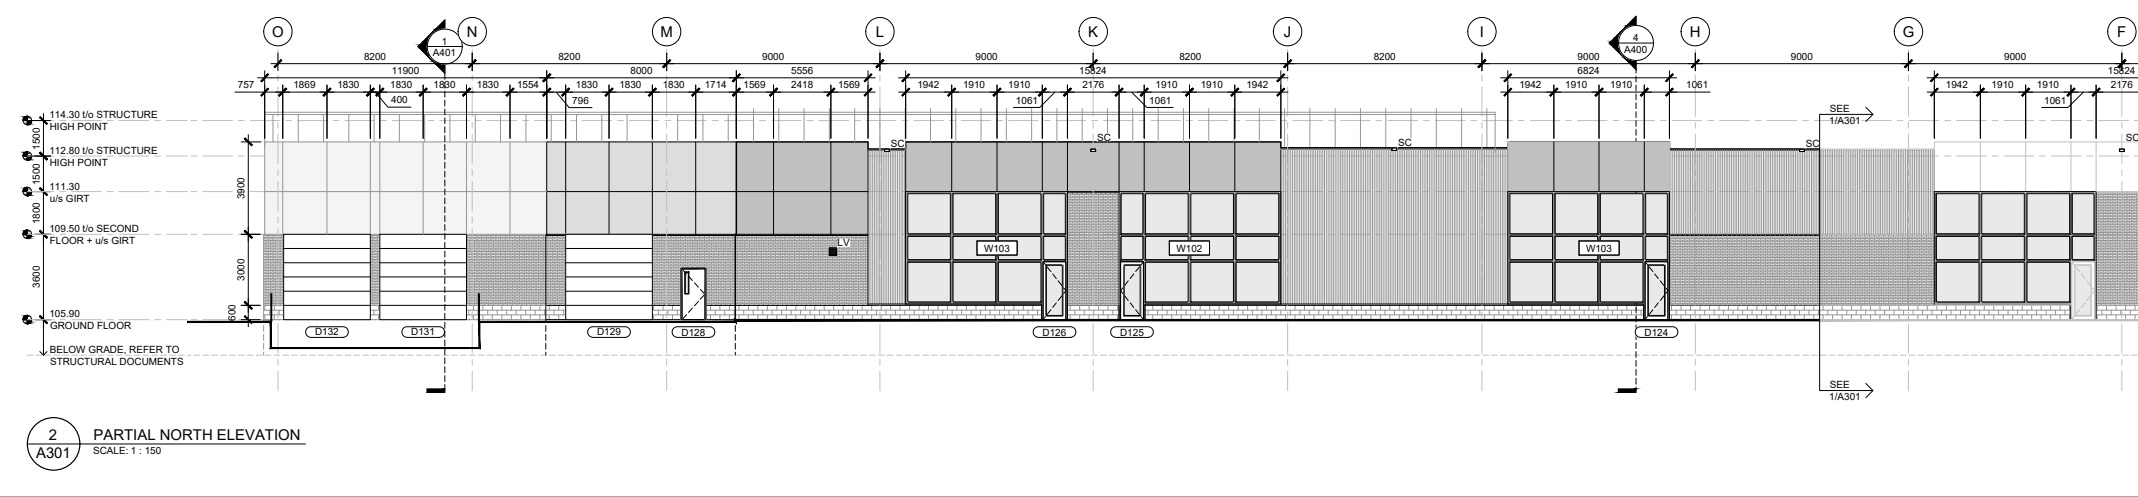 O N M L K J I H G F
1
A401
4
A400
8200 8200 9000 9000 8200 8200 9000 9000 9000
11900 8000 5556 15824 6824 15824
757 1869 1830 1830 1830 1830 1554 1830 1830 1830 1714 1569 2418 1569 1942 1910 1910 2176 1910 1910 1942 1942 1910 1910 1061 1942 1910 1910 2176
400 796 1061 1061 1061
SEE
1/A301
114.30 t/o STRUCTURE
HIGH POINT
1500
112.80 t/o STRUCTURE
HIGH POINT
1500
111.30
u/s GIRT
1800
109.50 t/o SECOND
FLOOR + u/s GIRT
3600
105.90
GROUND FLOOR
BELOW GRADE, REFER TO
STRUCTURAL DOCUMENTS
3900
3000
600
SC SC SC SC SC
LV
W103 W102 W103
D132 D131 D129 D128 D126 D125 D124
SEE
1/A301
2
A301
PARTIAL NORTH ELEVATION
SCALE: 1 : 150